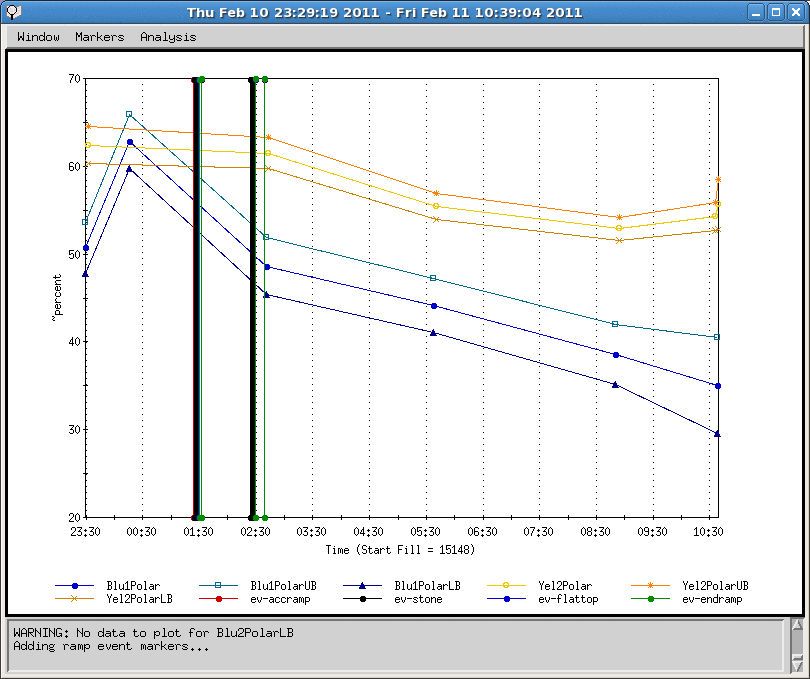 Thu Feb 10 23:29:19 2011 - Fri Feb 11 10:39:04 2011
Window Markers Analysis
70
60
50
40
30
20
~percent
23:30 00:30 01:30 02:30 03:30 04:30 05:30 06:30 07:30 08:30 09:30 10:30
Time (Start Fill = 15148)
Blu1Polar Blu1PolarUB Blu1PolarLB Yel2Polar Yel2PolarUB
Yel2PolarLB ev-accramp ev-stone ev-flattop ev-endramp
WARNING: No data to plot for Blu2PolarLB
Adding ramp event markers...